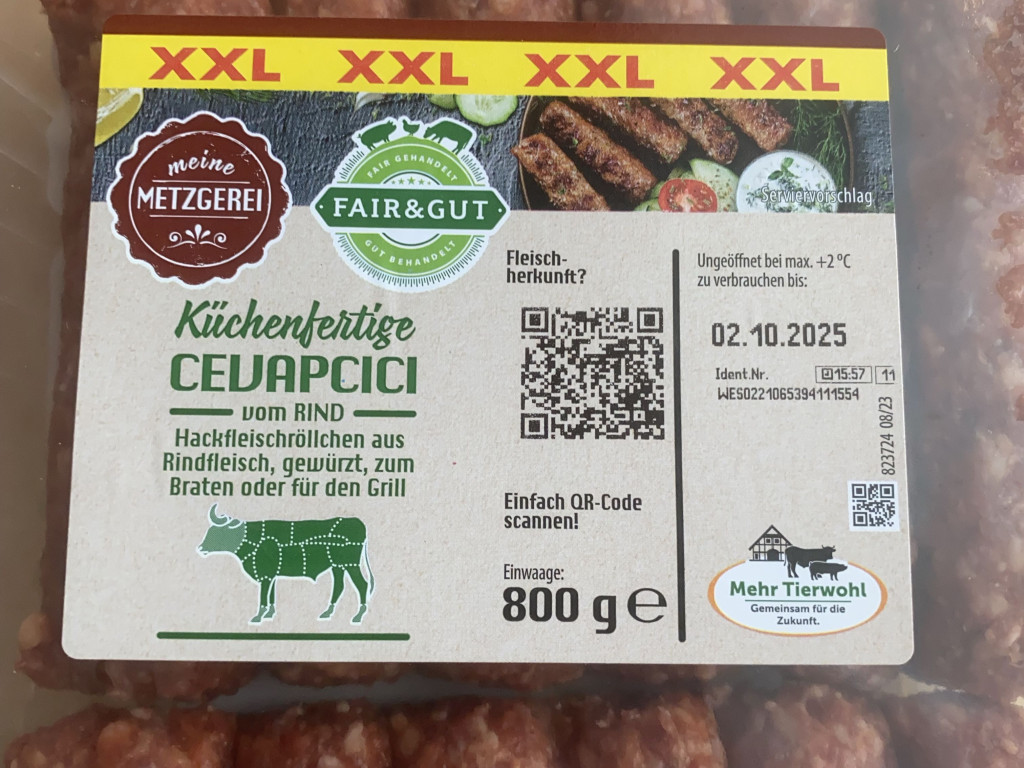 XXL XXL XXL XXL
meine
METZGEREI
FAIR GEHANDELT
FAIR&GUT
GUT BEHANDELT
Serviervorschlag
Küchenfertige
CEVAPCICI
vom RIND
Hackfleischröllchen aus
Rindfleisch, gewürzt, zum
Braten oder für den Grill
Fleisch-
herkunft?
Einfach QR-Code
scannen!
Einwaage:
800 g e
Ungeöffnet bei max. +2 °C
zu verbrauchen bis:
02.10.2025
Ident.Nr. 15:57 11
WES0221065394111554
823724 08/23
Mehr Tierwohl
Gemeinsam für die
Zukunft.